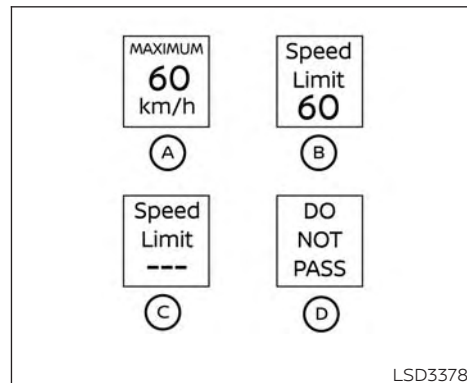 MAXIMUM
60
km/h
A
Speed
Limit
60
B
Speed
Limit
---
C
DO
NOT
PASS
D
LSD3378